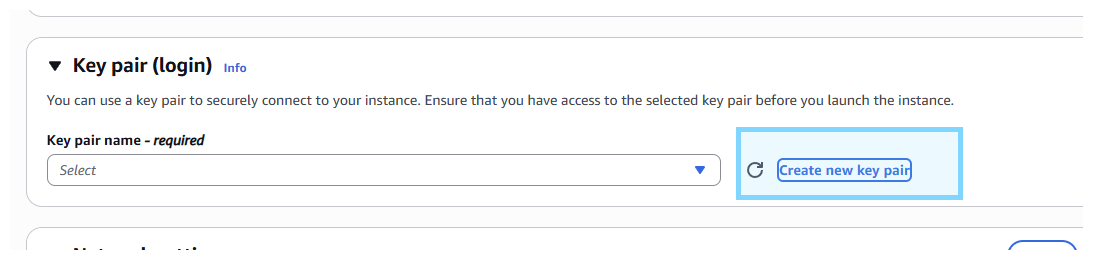 Key pair (login) Info
You can use a key pair to securely connect to your instance. Ensure that you have access to the selected key pair before you launch the instance.
Key pair name - required
Select
Create new key pair